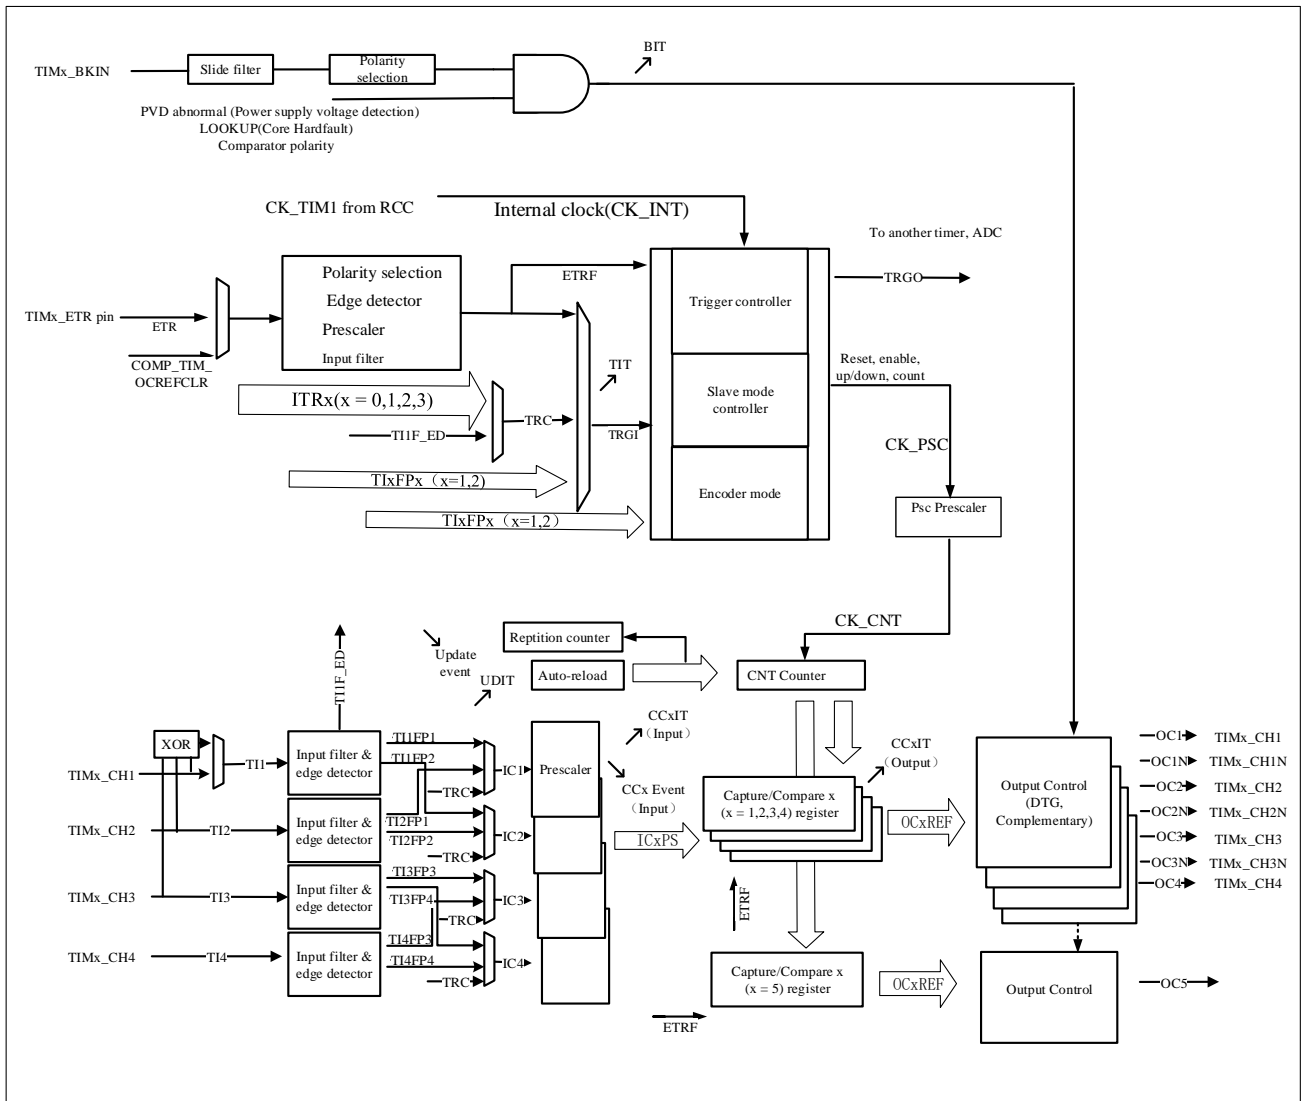 BIT
TIMx_BKIN
Slide filter
Polarity
selection
PVD abnormal (Power supply voltage detection)
LOOKUP(Core Hardfault)
Comparator polarity
CK_TIM1 from RCC
Internal clock(CK_INT)
To another timer, ADC
TRGO
ETRF
Polarity selection
Edge detector
Prescaler
Input filter
Trigger controller
TIMx_ETR pin
ETR
COMP_TIM_
OCREFCLR
TIT
Reset, enable,
up/down, count
ITRx(x = 0,1,2,3)
Slave mode
controller
TI1F_ED
TRC
TRGI
CK_PSC
TIxFPx（x=1,2)
TIxFPx（x=1,2)
Encoder mode
Psc Prescaler
CK_CNT
Reptition counter
Update
event
UDIT
Auto-reload
CNT Counter
TI1F_ED
XOR
TIMx_CH1
TI1
Input filter &
edge detector
TI1FP1
TI1FP2
TRC
IC1
Prescaler
CCxIT
（Input）
CCx Event
（Input）
CCxIT
（Output）
TIMx_CH2
TI2
Input filter &
edge detector
TI2FP1
TI2FP2
TRC
IC2
ICxPS
Capture/Compare x
(x = 1,2,3,4) register
OCxREF
Output Control
(DTG,
Complementary)
OC1
TIMx_CH1
OC1N
TIMx_CH1N
OC2
TIMx_CH2
OC2N
TIMx_CH2N
OC3
TIMx_CH3
OC3N
TIMx_CH3N
OC4
TIMx_CH4
TIMx_CH3
TI3
Input filter &
edge detector
TI3FP3
TI3FP4
TRC
IC3
ETRF
TIMx_CH4
TI4
Input filter &
edge detector
TI4FP3
TI4FP4
TRC
IC4
Capture/Compare x
(x = 5) register
OCxREF
Output Control
OC5
ETRF